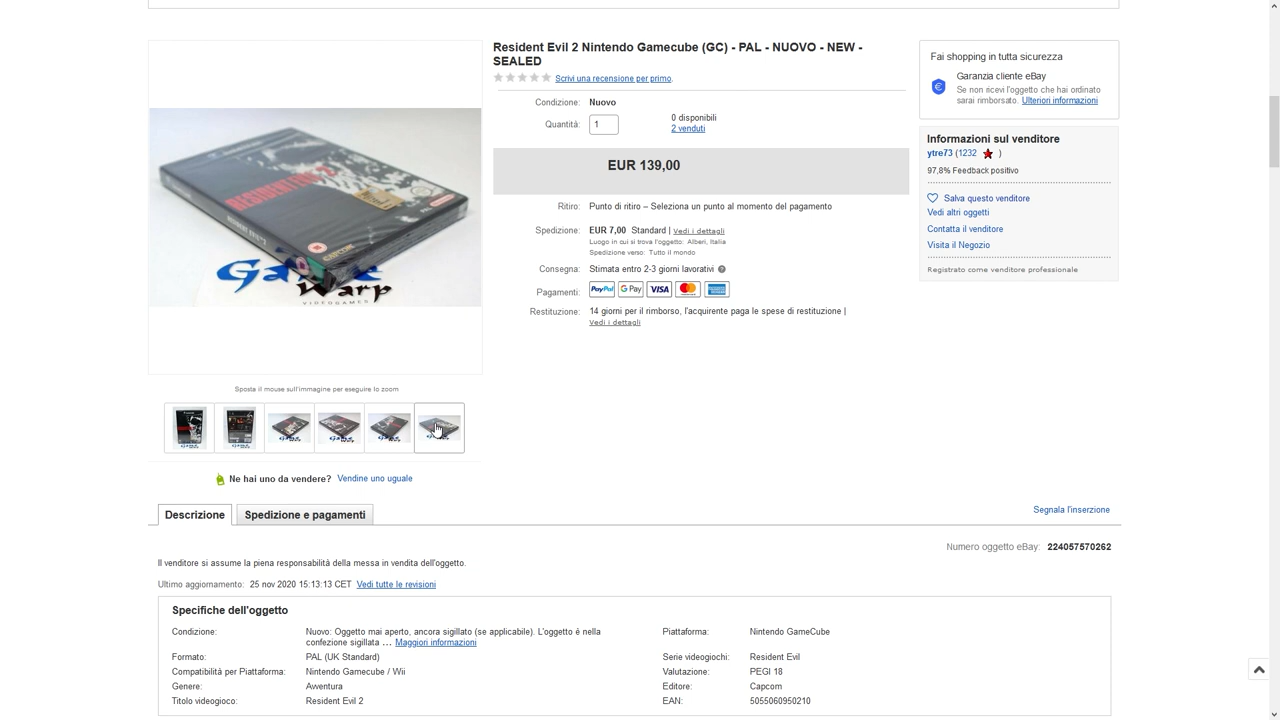 Resident Evil 2 Nintendo Gamecube (GC) - PAL - NUOVO - NEW -
SEALED
Scrivi una recensione per primo.
Condizione: Nuovo
Quantità: 1
0 disponibili
2 venduti
EUR 139,00
Ritiro: Punto di ritiro – Seleziona un punto al momento del pagamento
Spedizione: EUR 7,00 Standard | Vedi i dettagli
Luogo in cui si trova l'oggetto: Alberi, Italia
Spedizione verso: Tutto il mondo
Consegna: Stimata entro 2-3 giorni lavorativi
Pagamenti: PayPal G Pay VISA
Restituzione: 14 giorni per il rimborso, l'acquirente paga le spese di restituzione |
Vedi i dettagli
Fai shopping in tutta sicurezza
Garanzia cliente eBay
Se non ricevi l'oggetto che hai ordinato
sarai rimborsato. Ulteriori informazioni
Informazioni sul venditore
ytre73 (1232 )
97,8% Feedback positivo
Salva questo venditore
Vedi altri oggetti
Contatta il venditore
Visita il Negozio
Registrato come venditore professionale
Game
Warp
VIDEOGAMES
Sposta il mouse sull'immagine per eseguire lo zoom
Ne hai uno da vendere? Vendine uno uguale
Descrizione
Spedizione e pagamenti
Segnala l'inserzione
Numero oggetto eBay: 224057570262
Il venditore si assume la piena responsabilità della messa in vendita dell'oggetto.
Ultimo aggiornamento: 25 nov 2020 15:13:13 CET Vedi tutte le revisioni
Specifiche dell'oggetto
Condizione: Nuovo: Oggetto mai aperto, ancora sigillato (se applicabile). L'oggetto è nella
confezione sigillata ... Maggiori informazioni
Piattaforma: Nintendo GameCube
Formato: PAL (UK Standard)
Serie videogiochi: Resident Evil
Compatibilità per Piattaforma: Nintendo Gamecube / Wii
Valutazione: PEGI 18
Genere: Avventura
Editore: Capcom
Titolo videogioco: Resident Evil 2
EAN: 5055060950210